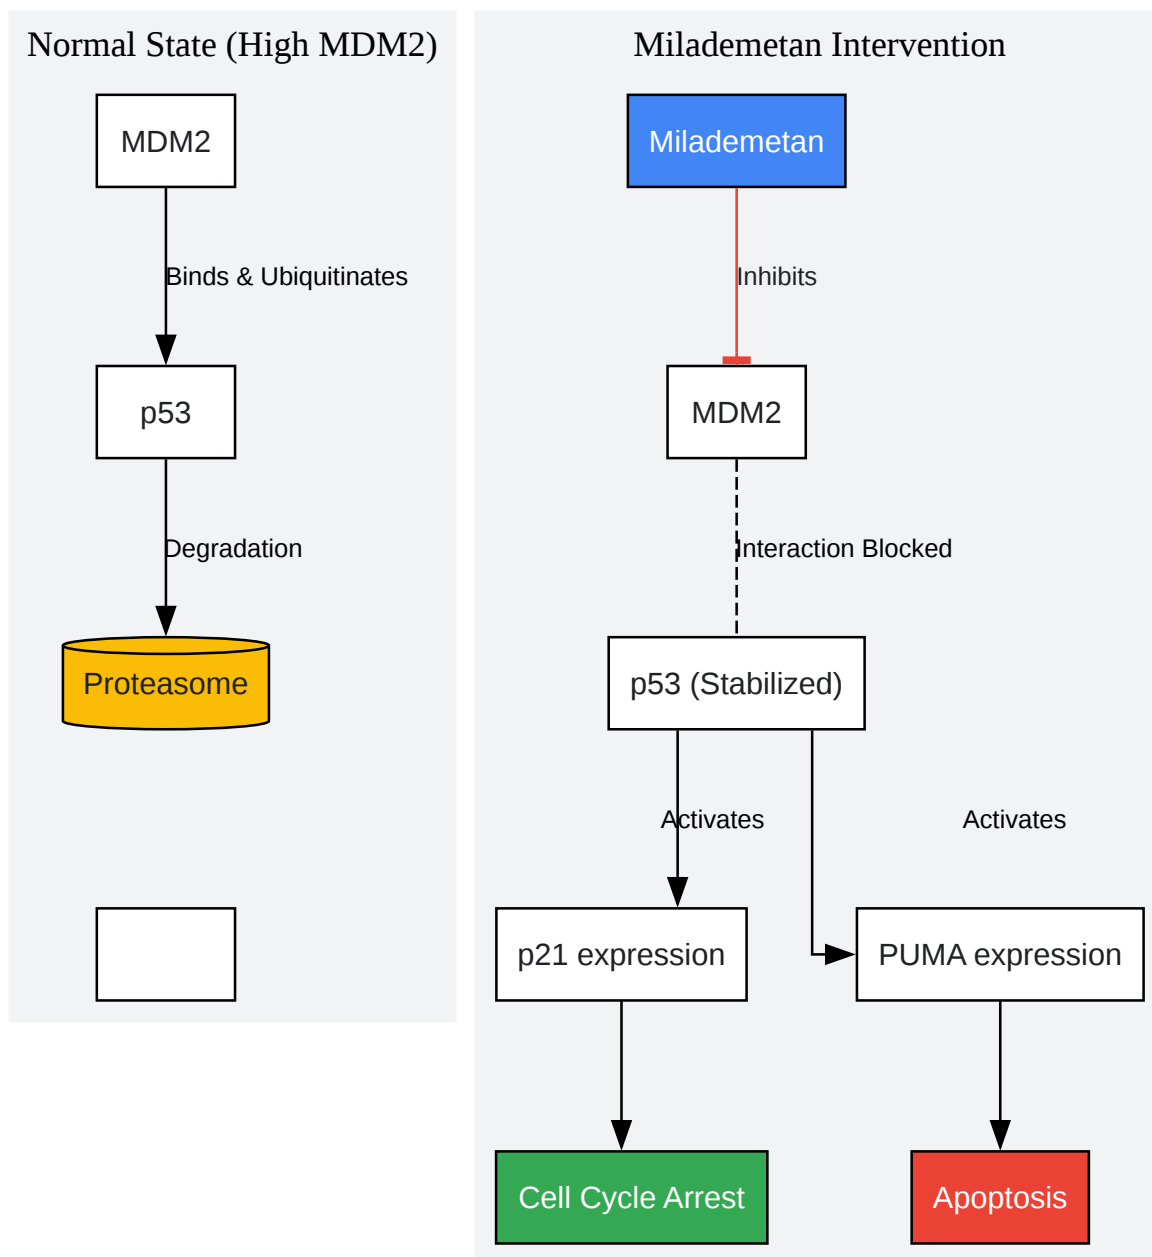 Normal State (High MDM2)
MDM2
Binds & Ubiquitinates
p53
Degradation
Proteasome
Milademetan Intervention
Milademetan
Inhibits
MDM2
Interaction Blocked
p53 (Stabilized)
Activates
Activates
p21 expression
PUMA expression
Cell Cycle Arrest
Apoptosis